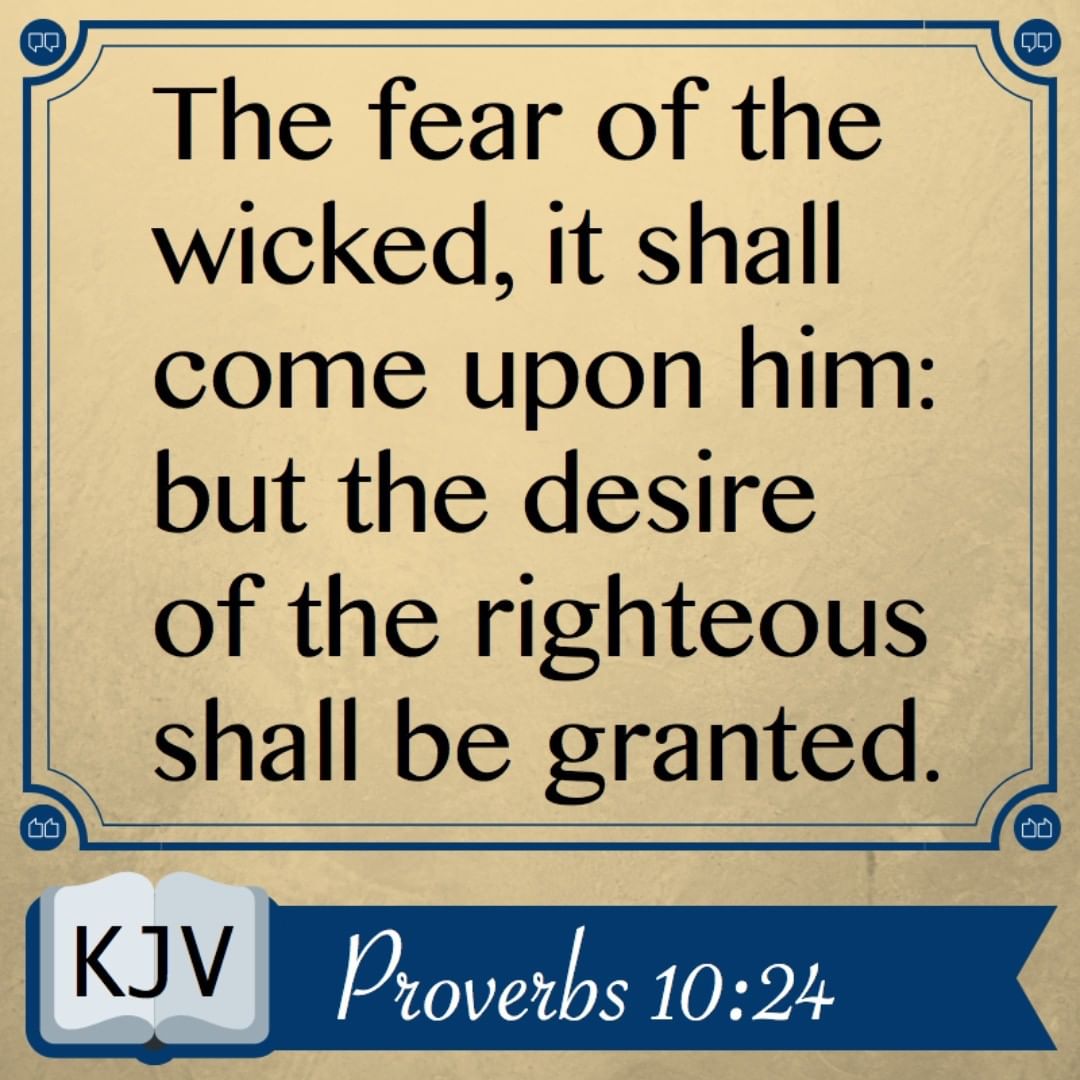 The fear of the
wicked, it shall
come upon him:
but the desire
of the righteous
shall be granted.
KJV
Proverbs 10:24